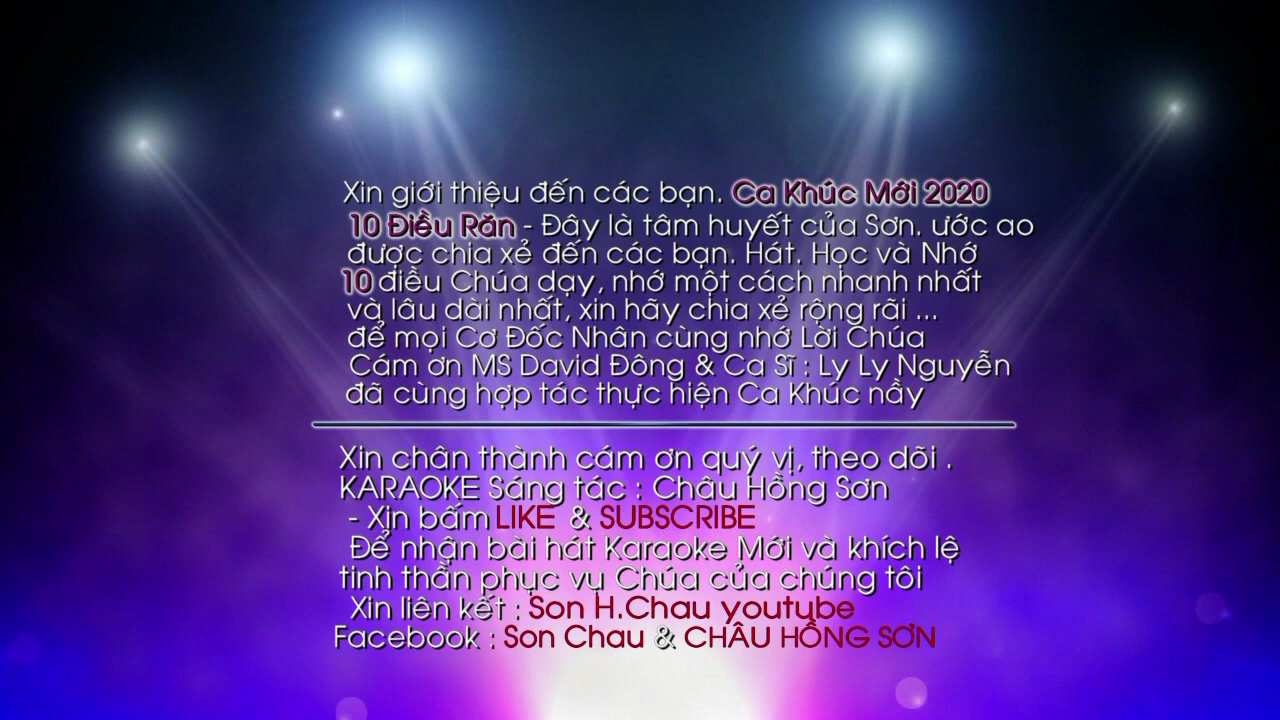 Xin giới thiệu đến các bạn. Ca Khúc Mới 2020
10 Điều Răn - Đây là tâm huyết của Sơn. ước ao
được chia xẻ đến các bạn. Hát. Học và Nhớ
10 điều Chúa dạy, nhớ một cách nhanh nhất
và lâu dài nhất, xin hãy chia xẻ rộng rãi ...
để mọi Cơ Đốc Nhân cùng nhớ Lời Chúa
Cám ơn MS David Đông & Ca Sĩ : Ly Ly Nguyễn
đã cùng hợp tác thực hiện Ca Khúc nầy
Xin chân thành cám ơn quý vị, theo dõi .
KARAOKE Sáng tác : Châu Hồng Sơn
- Xin bấm LIKE & SUBSCRIBE
Để nhận bài hát Karaoke Mới và khích lệ
tinh thần phục vụ Chúa của chúng tôi
Xin liên kết : Son H.Chau youtube
Facebook : Son Chau & CHÂU HỒNG SƠN